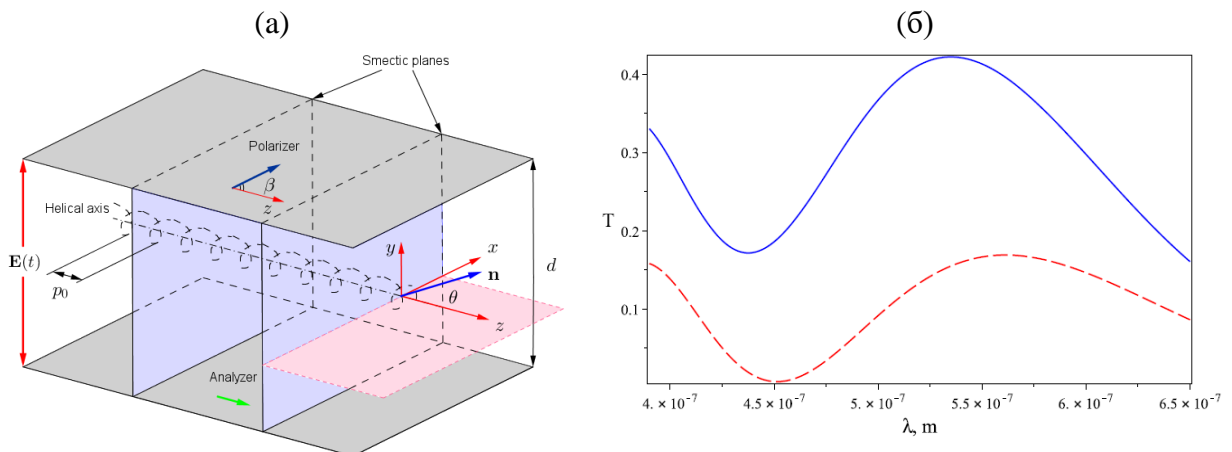 (а)
(б)
Smectic planes
Polarizer
β
z
Helical axis
E(t)
p₀
y
x
n
θ
z
d
Analyzer
0.4
0.3
T
0.2
0.1
4. × 10⁻⁷
4.5 × 10⁻⁷
5. × 10⁻⁷
5.5 × 10⁻⁷
6. × 10⁻⁷
6.5 × 10⁻⁷
λ, m